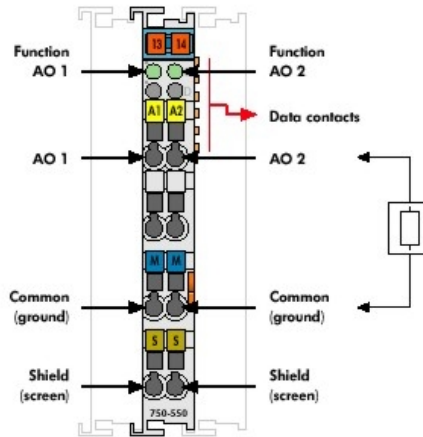 13 14
Function
AO 1
Function
AO 2
A1 A2
Data contacts
AO 1
AO 2
M M
Common
(ground)
Common
(ground)
S S
Shield
(screen)
Shield
(screen)
750-550